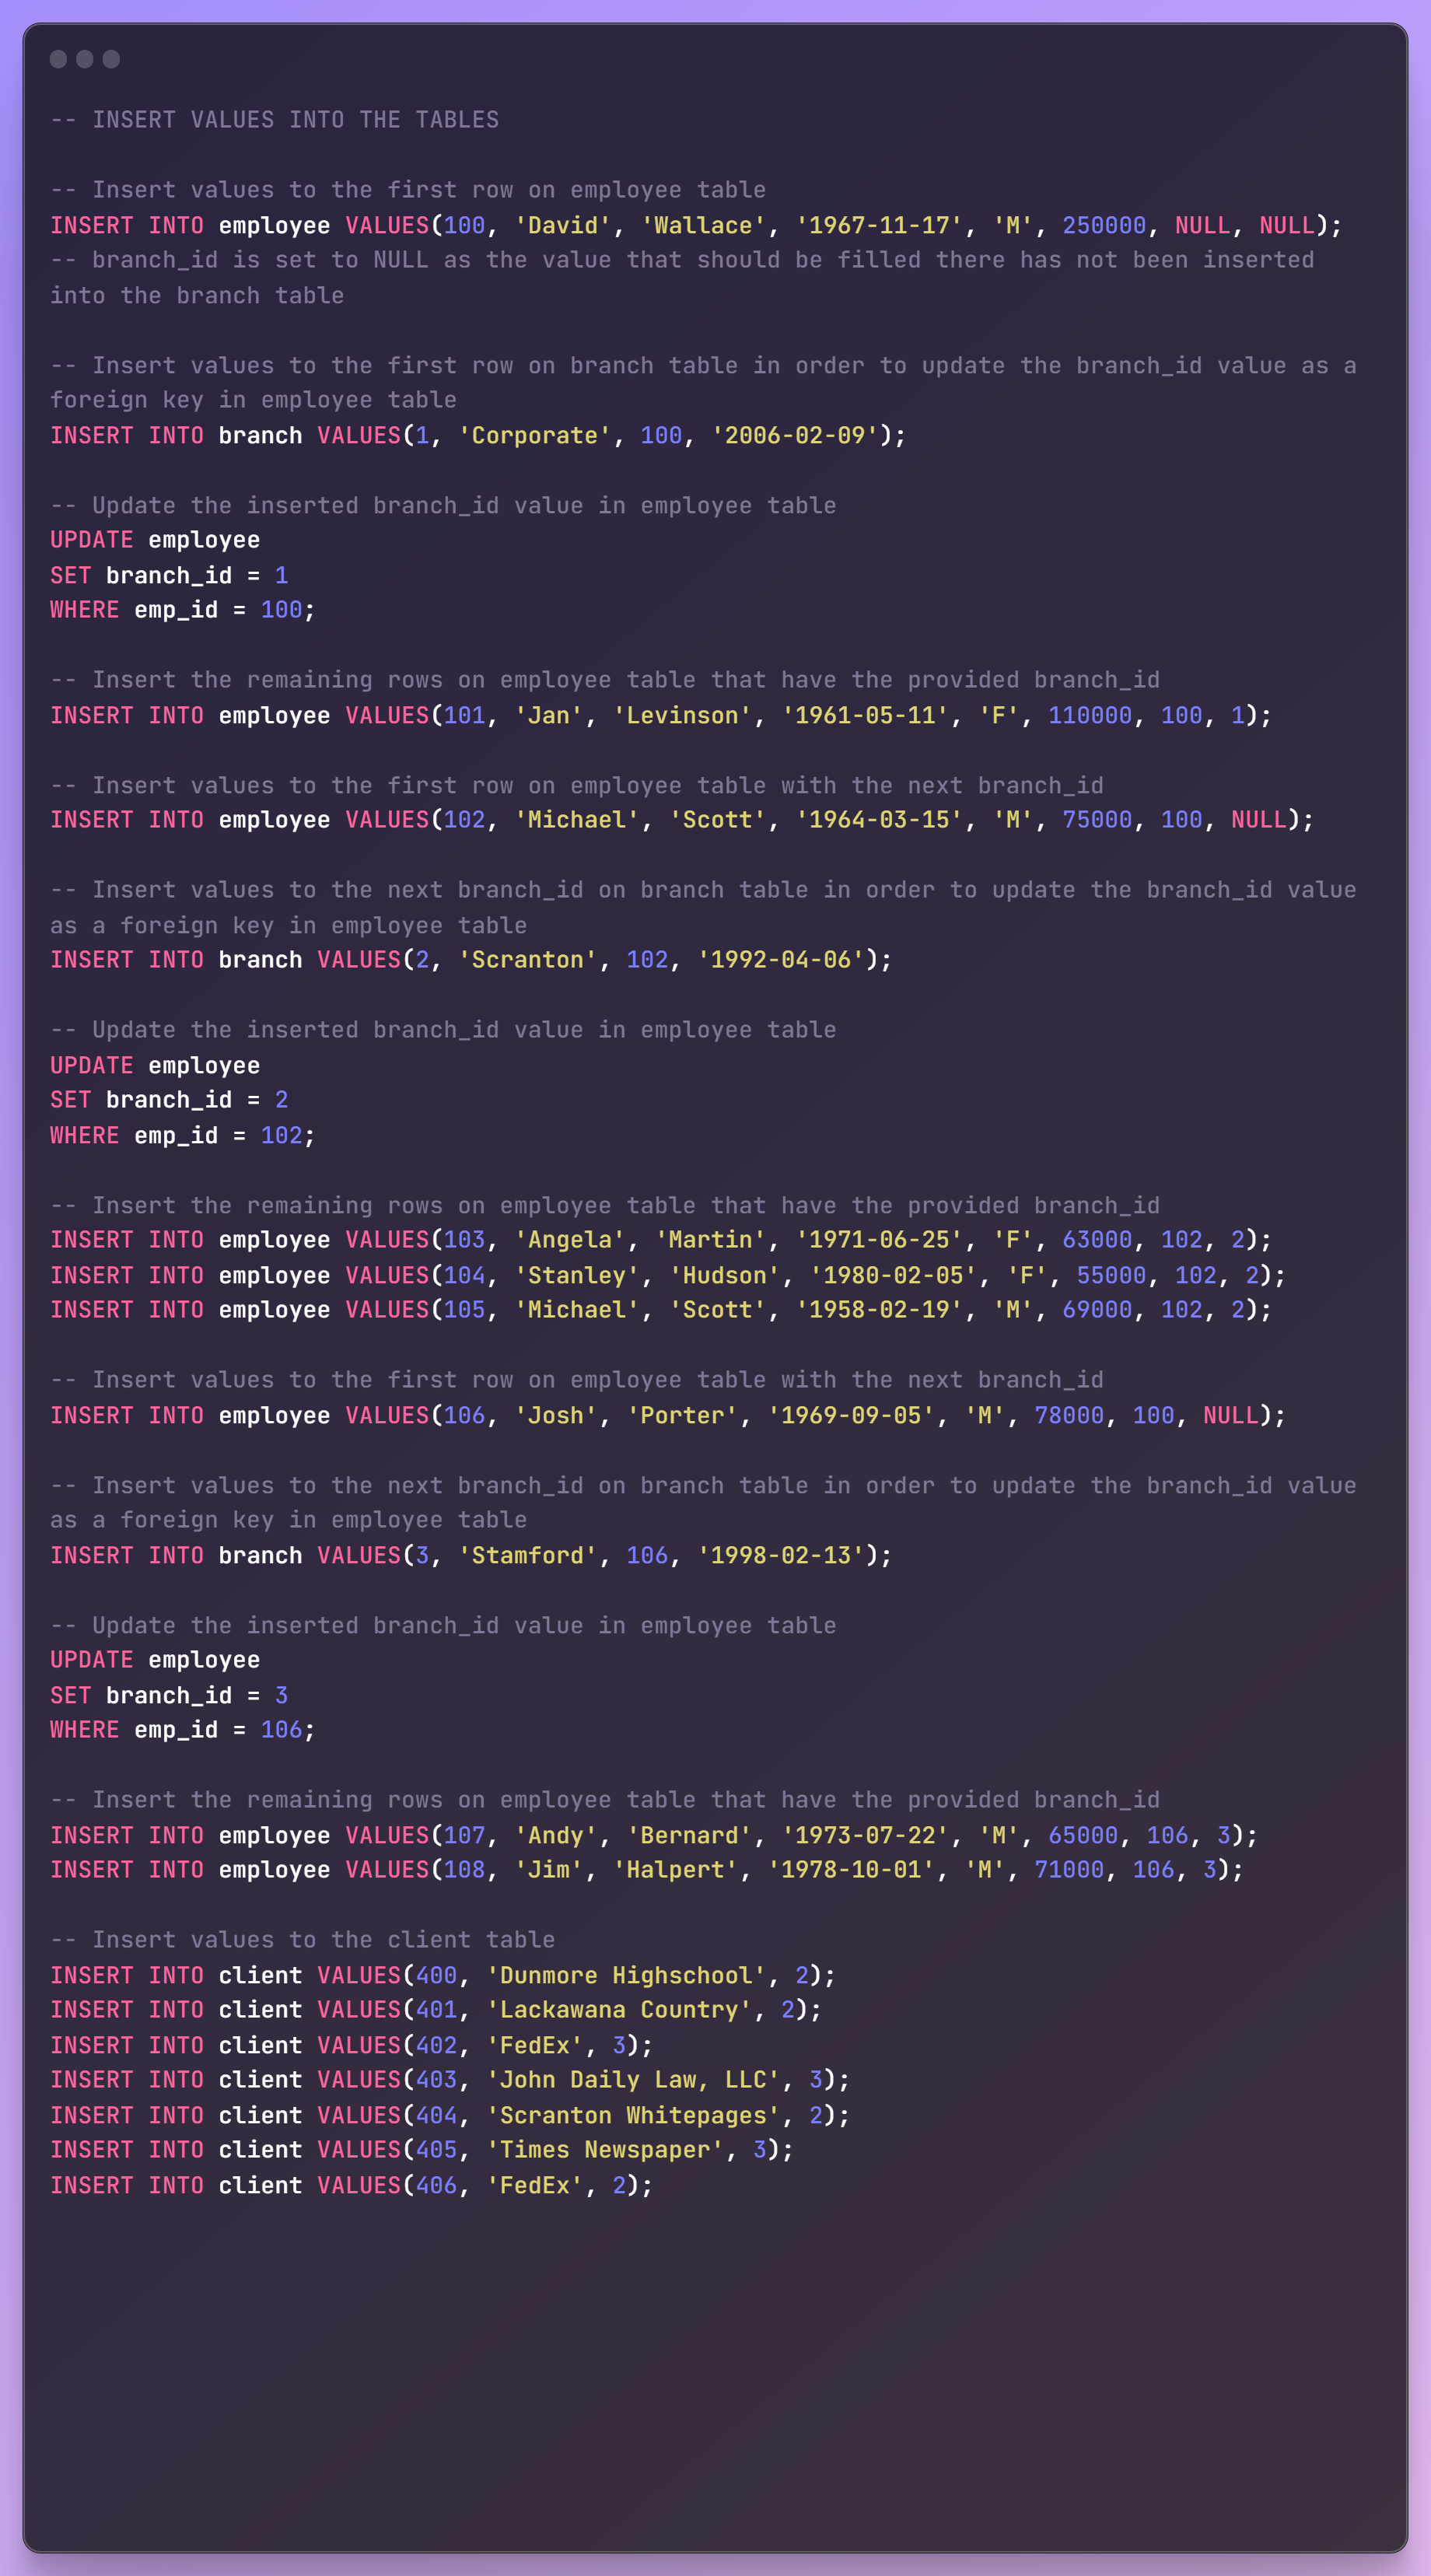 -- INSERT VALUES INTO THE TABLES
-- Insert values to the first row on employee table
INSERT INTO employee VALUES(100, 'David', 'Wallace', '1967-11-17', 'M', 250000, NULL, NULL);
-- branch_id is set to NULL as the value that should be filled there has not been inserted
into the branch table
-- Insert values to the first row on branch table in order to update the branch_id value as a
foreign key in employee table
INSERT INTO branch VALUES(1, 'Corporate', 100, '2006-02-09');
-- Update the inserted branch_id value in employee table
UPDATE employee
SET branch_id = 1
WHERE emp_id = 100;
-- Insert the remaining rows on employee table that have the provided branch_id
INSERT INTO employee VALUES(101, 'Jan', 'Levinson', '1961-05-11', 'F', 110000, 100, 1);
-- Insert values to the first row on employee table with the next branch_id
INSERT INTO employee VALUES(102, 'Michael', 'Scott', '1964-03-15', 'M', 75000, 100, NULL);
-- Insert values to the next branch_id on branch table in order to update the branch_id value
as a foreign key in employee table
INSERT INTO branch VALUES(2, 'Scranton', 102, '1992-04-06');
-- Update the inserted branch_id value in employee table
UPDATE employee
SET branch_id = 2
WHERE emp_id = 102;
-- Insert the remaining rows on employee table that have the provided branch_id
INSERT INTO employee VALUES(103, 'Angela', 'Martin', '1971-06-25', 'F', 63000, 102, 2);
INSERT INTO employee VALUES(104, 'Stanley', 'Hudson', '1980-02-05', 'F', 55000, 102, 2);
INSERT INTO employee VALUES(105, 'Michael', 'Scott', '1958-02-19', 'M', 69000, 102, 2);
-- Insert values to the first row on employee table with the next branch_id
INSERT INTO employee VALUES(106, 'Josh', 'Porter', '1969-09-05', 'M', 78000, 100, NULL);
-- Insert values to the next branch_id on branch table in order to update the branch_id value
as a foreign key in employee table
INSERT INTO branch VALUES(3, 'Stamford', 106, '1998-02-13');
-- Update the inserted branch_id value in employee table
UPDATE employee
SET branch_id = 3
WHERE emp_id = 106;
-- Insert the remaining rows on employee table that have the provided branch_id
INSERT INTO employee VALUES(107, 'Andy', 'Bernard', '1973-07-22', 'M', 65000, 106, 3);
INSERT INTO employee VALUES(108, 'Jim', 'Halpert', '1978-10-01', 'M', 71000, 106, 3);
-- Insert values to the client table
INSERT INTO client VALUES(400, 'Dunmore Highschool', 2);
INSERT INTO client VALUES(401, 'Lackawana Country', 2);
INSERT INTO client VALUES(402, 'FedEx', 3);
INSERT INTO client VALUES(403, 'John Daily Law, LLC', 3);
INSERT INTO client VALUES(404, 'Scranton Whitepages', 2);
INSERT INTO client VALUES(405, 'Times Newspaper', 3);
INSERT INTO client VALUES(406, 'FedEx', 2);